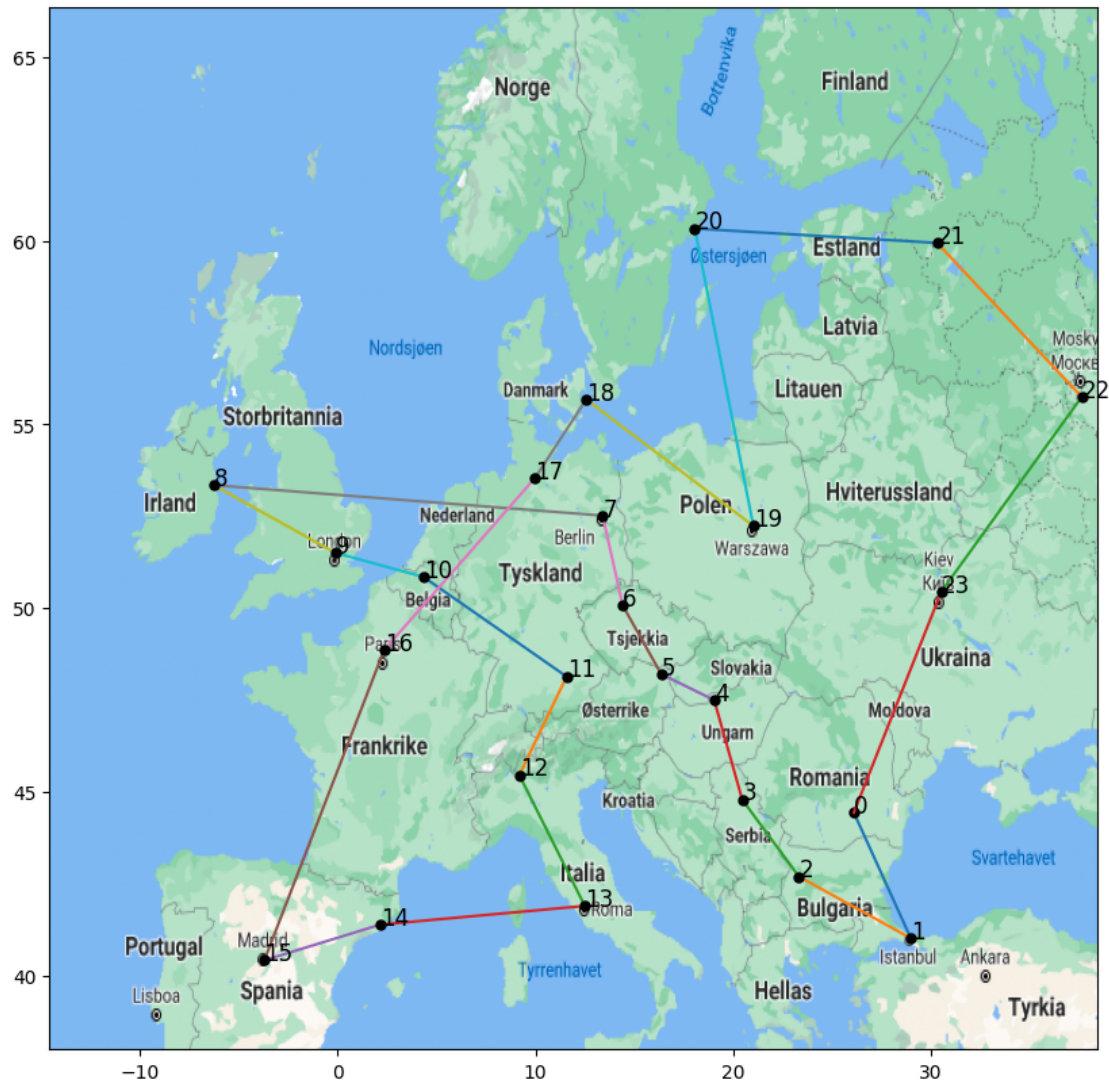 65
Norge
Bottenvika
Finland
60
20
21
Østersjøen
Estland
Nordsjøen
Latvia
Moskv
Москв
Danmark
18
Litauen
22
55
Storbritannia
8
17
Irland
Nederland
7
Polen
Hviterussland
19
London
9
Berlin
Warszawa
10
Tyskland
Kiev
Belgia
6
23
50
Tsjekkia
Paris
16
11
5
Slovakia
Ukraina
4
Østerrike
Moldova
Ungarn
Frankrike
12
Romania
45
Kroatia
3
0
Serbia
Svartehavet
Italia
2
13
Roma
Bulgaria
14
1
Portugal
Madrid
15
Istanbul
Ankara
40
Tyrrenhavet
Lisboa
Spania
Hellas
Tyrkia
−10
0
10
20
30